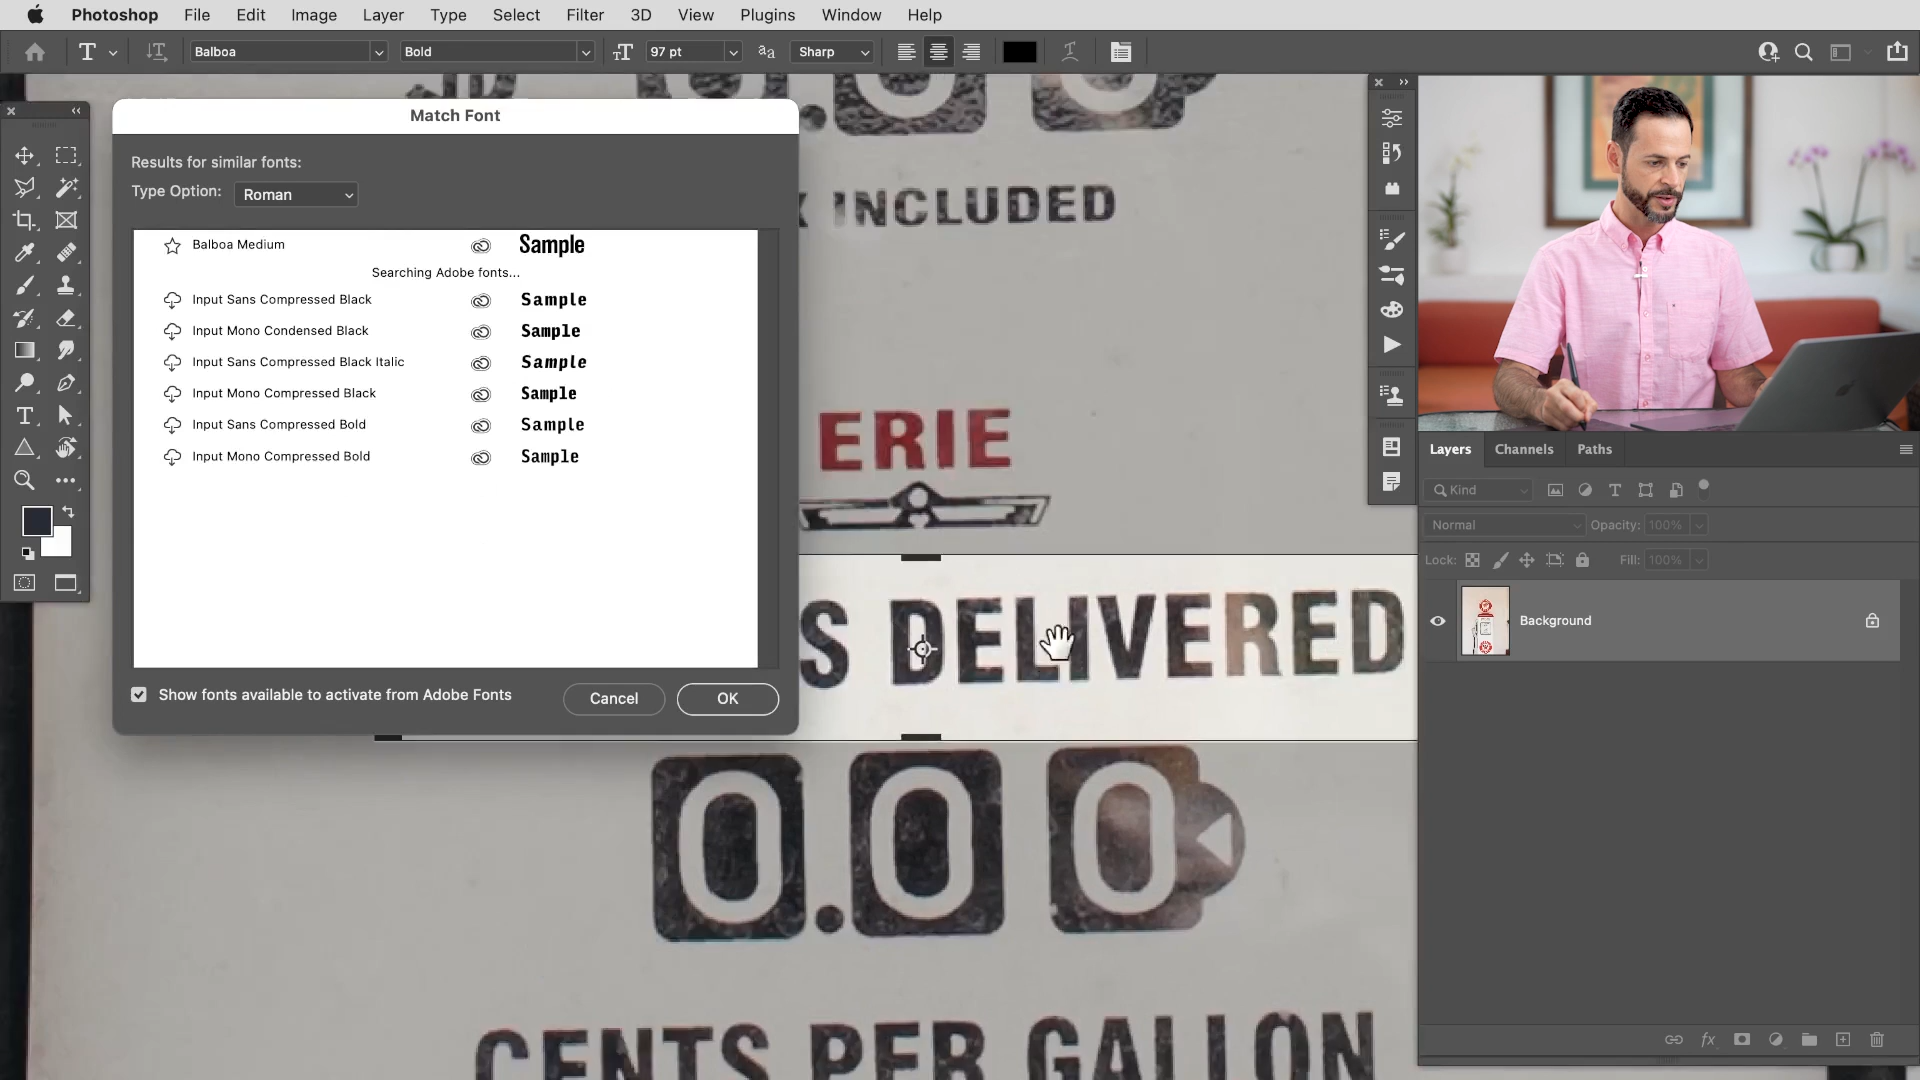 Photoshop File Edit Image Layer Type Select Filter 3D View Plugins Window Help
Balboa Bold 97 pt Sharp
Match Font
Results for similar fonts:
Type Option: Roman
Balboa Medium Sample
Searching Adobe fonts...
Input Sans Compressed Black Sample
Input Mono Condensed Black Sample
Input Sans Compressed Black Italic Sample
Input Mono Compressed Black Sample
Input Sans Compressed Bold Sample
Input Mono Compressed Bold Sample
Show fonts available to activate from Adobe Fonts
Cancel OK
INCLUDED
ERIE
S DELIVERED
0.00
CENTS PER GALLON
Layers Channels Paths
Kind
Normal Opacity: 100%
Lock: Fill: 100%
Background